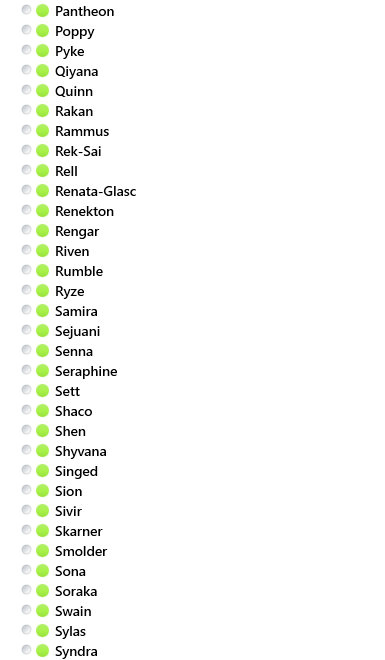 Pantheon
Poppy
Pyke
Qiyana
Quinn
Rakan
Rammus
Rek-Sai
Rell
Renata-Glasc
Renekton
Rengar
Riven
Rumble
Ryze
Samira
Sejuani
Senna
Seraphine
Sett
Shaco
Shen
Shyvana
Singed
Sion
Sivir
Skarner
Smolder
Sona
Soraka
Swain
Sylas
Syndra